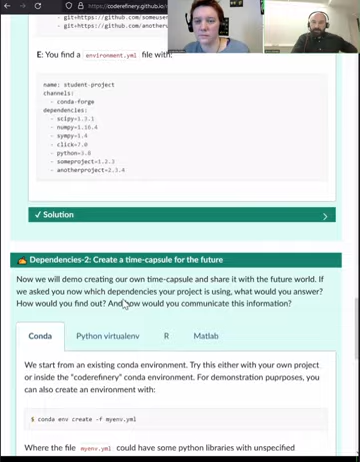 https://coderefinery.github.io/
- git+https://github.com/someuser
- git+https://github.com/anotheru
E: You find a environment.yml file with:
name: student-project
channels:
- conda-forge
dependencies:
- scipy=1.3.1
- numpy=1.16.4
- sympy=1.4
- click=7.0
- python=3.8
- someproject=1.2.3
- anotherproject=2.3.4
✓ Solution
Dependencies-2: Create a time-capsule for the future
Now we will demo creating our own time-capsule and share it with the future world. If
we asked you now which dependencies your project is using, what would you answer?
How would you find out? And how would you communicate this information?
Conda Python virtualenv R Matlab
We start from an existing conda environment. Try this either with your own project
or inside the "coderefinery" conda environment. For demonstration puprposes, you
can also create an environment with:
$ conda env create -f myenv.yml
Where the file myenv.yml could have some python libraries with unspecified